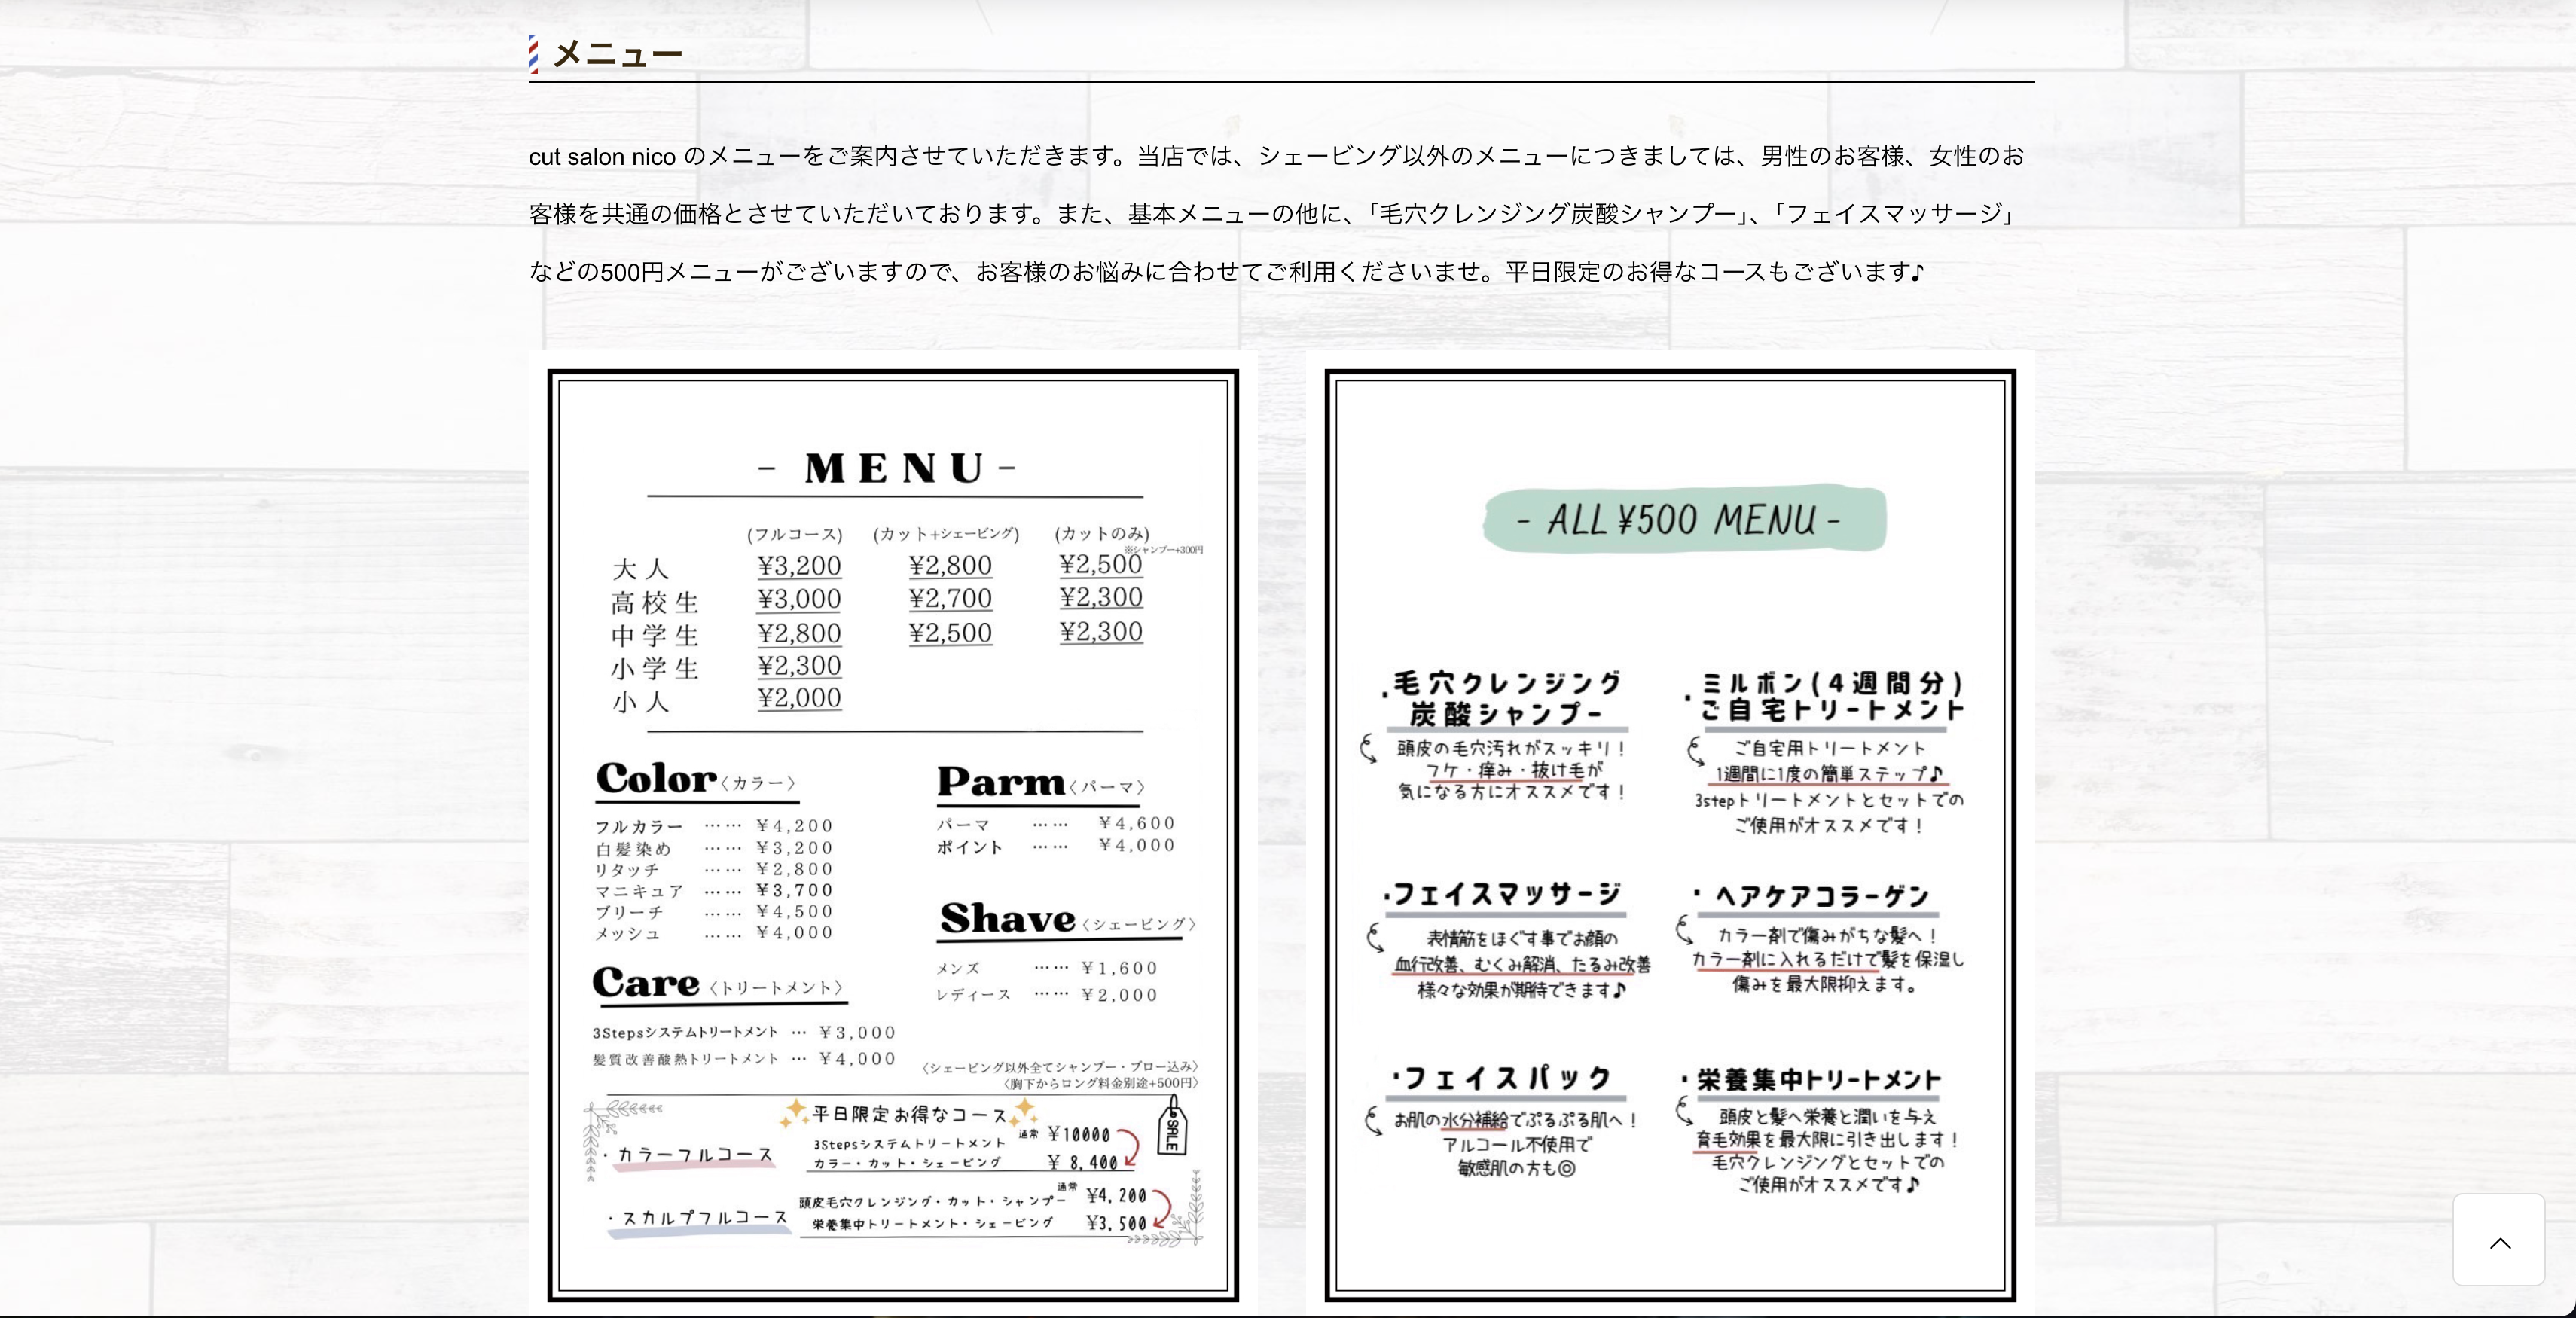 メニュー
cut salon nico のメニューをご案内させていただきます。当店では、シェービング以外のメニューにつきましては、男性のお客様、女性のお
客様を共通の価格とさせていただいております。また、基本メニューの他に、「毛穴クレンジング炭酸シャンプー」、「フェイスマッサージ」
などの500円メニューがございますので、お客様のお悩みに合わせてご利用くださいませ。平日限定のお得なコースもございます♪
- MENU -
(フルコース) (カット+シェービング) (カットのみ)
※シャンプー+300円
大人 ¥3,200 ¥2,800 ¥2,500
高校生 ¥3,000 ¥2,700 ¥2,300
中学生 ¥2,800 ¥2,500 ¥2,300
小学生 ¥2,300
小人 ¥2,000
Color〈カラー〉
フルカラー …… ¥4,200
白髪染め …… ¥3,200
リタッチ …… ¥2,800
マニキュア …… ¥3,700
ブリーチ …… ¥4,500
メッシュ …… ¥4,000
Care〈トリートメント〉
3Stepsシステムトリートメント … ¥3,000
髪質改善酸熱トリートメント … ¥4,000
Parm〈パーマ〉
パーマ …… ¥4,600
ポイント …… ¥4,000
Shave〈シェービング〉
メンズ …… ¥1,600
レディース …… ¥2,000
〈シェービング以外全てシャンプー・ブロー込み〉
〈胸下からロング料金別途+500円〉
平日限定お得なコース
SALE
・カラーフルコース
3Stepsシステムトリートメント
カラー・カット・シェービング
通常 ¥10000
¥ 8,400
・スカルプフルコース
頭皮毛穴クレンジング・カット・シャンプー
栄養集中トリートメント・シェービング
通常 ¥4,200
¥3,500
- ALL ¥500 MENU -
・毛穴クレンジング
炭酸シャンプー
頭皮の毛穴汚れがスッキリ！
フケ・痒み・抜け毛が
気になる方にオススメです！
・ミルボン(4週間分)
ご自宅トリートメント
ご自宅用トリートメント
1週間に1度の簡単ステップ♪
3stepトリートメントとセットでの
ご使用がオススメです！
・フェイスマッサージ
表情筋をほぐす事でお顔の
血行改善、むくみ解消、たるみ改善
様々な効果が期待できます♪
・ヘアケアコラーゲン
カラー剤で傷みがちな髪へ！
カラー剤に入れるだけで髪を保湿し
傷みを最大限抑えます。
・フェイスパック
お肌の水分補給でぷるぷる肌へ！
アルコール不使用で
敏感肌の方も◎
・栄養集中トリートメント
頭皮と髪へ栄養と潤いを与え
育毛効果を最大限に引き出します！
毛穴クレンジングとセットでの
ご使用がオススメです♪